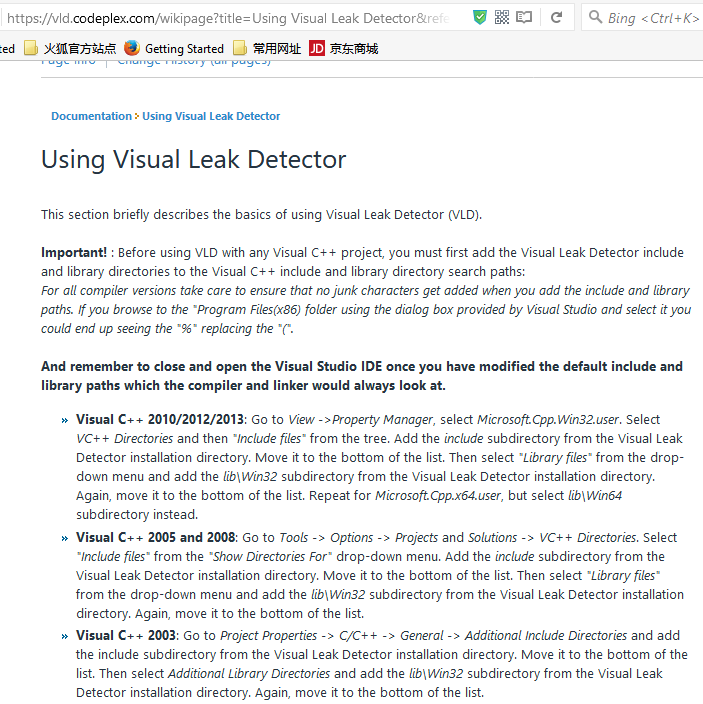 https://vld.codeplex.com/wikipage?title=Using Visual Leak Detector&refe
Bing <Ctrl+K>
ted 火狐官方站点 Getting Started 常用网址 JD 京东商城
Page Info | Change History (all pages)
Documentation › Using Visual Leak Detector
Using Visual Leak Detector
This section briefly describes the basics of using Visual Leak Detector (VLD).
Important! : Before using VLD with any Visual C++ project, you must first add the Visual Leak Detector include
and library directories to the Visual C++ include and library directory search paths:
For all compiler versions take care to ensure that no junk characters get added when you add the include and library
paths. If you browse to the "Program Files(x86) folder using the dialog box provided by Visual Studio and select it you
could end up seeing the "%" replacing the "(".
And remember to close and open the Visual Studio IDE once you have modified the default include and
library paths which the compiler and linker would always look at.
» Visual C++ 2010/2012/2013: Go to View ->Property Manager, select Microsoft.Cpp.Win32.user. Select
VC++ Directories and then "Include files" from the tree. Add the include subdirectory from the Visual Leak
Detector installation directory. Move it to the bottom of the list. Then select "Library files" from the drop-
down menu and add the lib\Win32 subdirectory from the Visual Leak Detector installation directory.
Again, move it to the bottom of the list. Repeat for Microsoft.Cpp.x64.user, but select lib\Win64
subdirectory instead.
» Visual C++ 2005 and 2008: Go to Tools -> Options -> Projects and Solutions -> VC++ Directories. Select
"Include files" from the "Show Directories For" drop-down menu. Add the include subdirectory from the
Visual Leak Detector installation directory. Move it to the bottom of the list. Then select "Library files"
from the drop-down menu and add the lib\Win32 subdirectory from the Visual Leak Detector installation
directory. Again, move it to the bottom of the list.
» Visual C++ 2003: Go to Project Properties -> C/C++ -> General -> Additional Include Directories and add
the include subdirectory from the Visual Leak Detector installation directory. Move it to the bottom of the
list. Then select Additional Library Directories and add the lib\Win32 subdirectory from the Visual Leak
Detector installation directory. Again, move it to the bottom of the list.